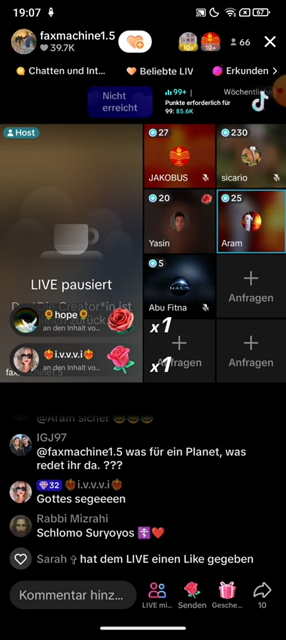 19:07
67
faxmachine1.5
39.7K
10+
66
Chatten und Int...
Beliebte LIV
Erkunden
Nicht
erreicht
99+
Punkte erforderlich für
99: 85.6K
Wöchentlic
Host
27
JAKOBUS
230
sicario
20
Yasin
25
Aram
5
Abu Fitna
Anfragen
Anfragen
Anfragen
LIVE pausiert
hope
an den Inhalt vo...
x1
i.v.v.v.i
an den Inhalt vo...
x1
@Aram sicher
IGJ97
@faxmachine1.5 was für ein Planet, was
redet ihr da. ???
32 i.v.v.v.i
Gottes segeeeen
Rabbi Mizrahi
Schlomo Suryoyos
Sarah ✞ hat dem LIVE einen Like gegeben
Kommentar hinz...
LIVE mi...
Senden
Gesche...
10